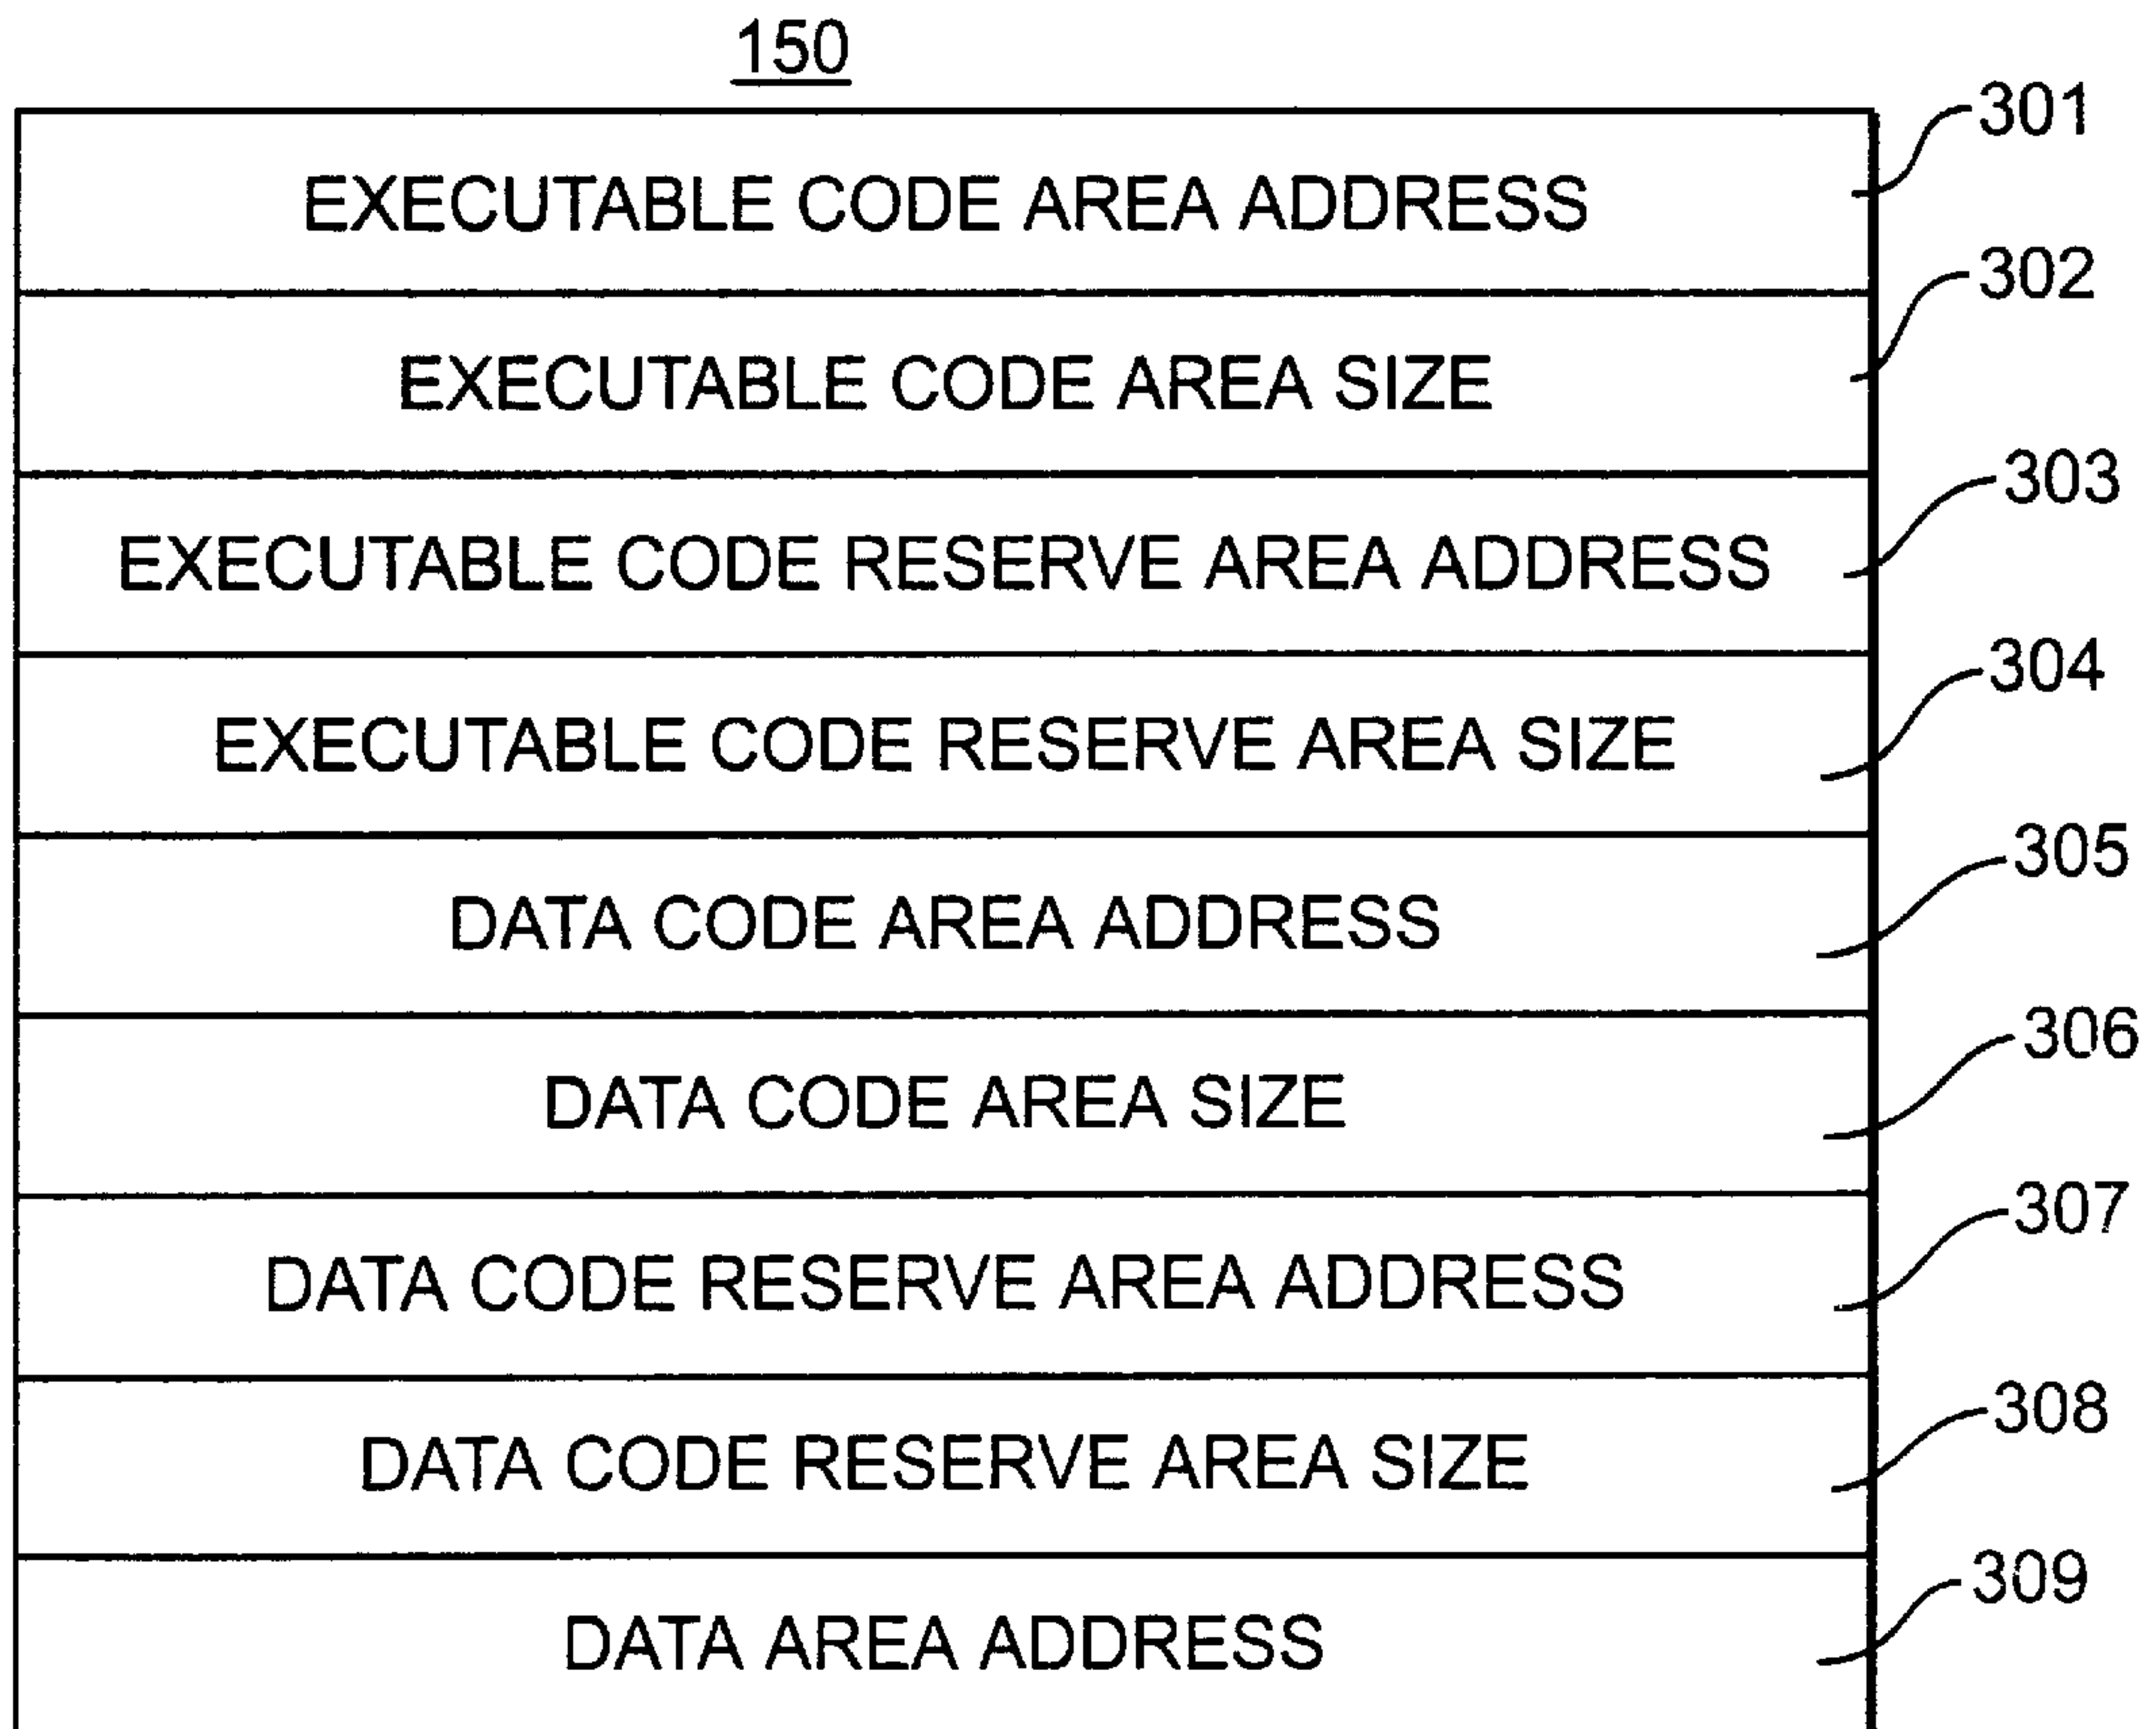 150
EXECUTABLE CODE AREA ADDRESS 301
EXECUTABLE CODE AREA SIZE 302
EXECUTABLE CODE RESERVE AREA ADDRESS 303
EXECUTABLE CODE RESERVE AREA SIZE 304
DATA CODE AREA ADDRESS 305
DATA CODE AREA SIZE 306
DATA CODE RESERVE AREA ADDRESS 307
DATA CODE RESERVE AREA SIZE 308
DATA AREA ADDRESS 309